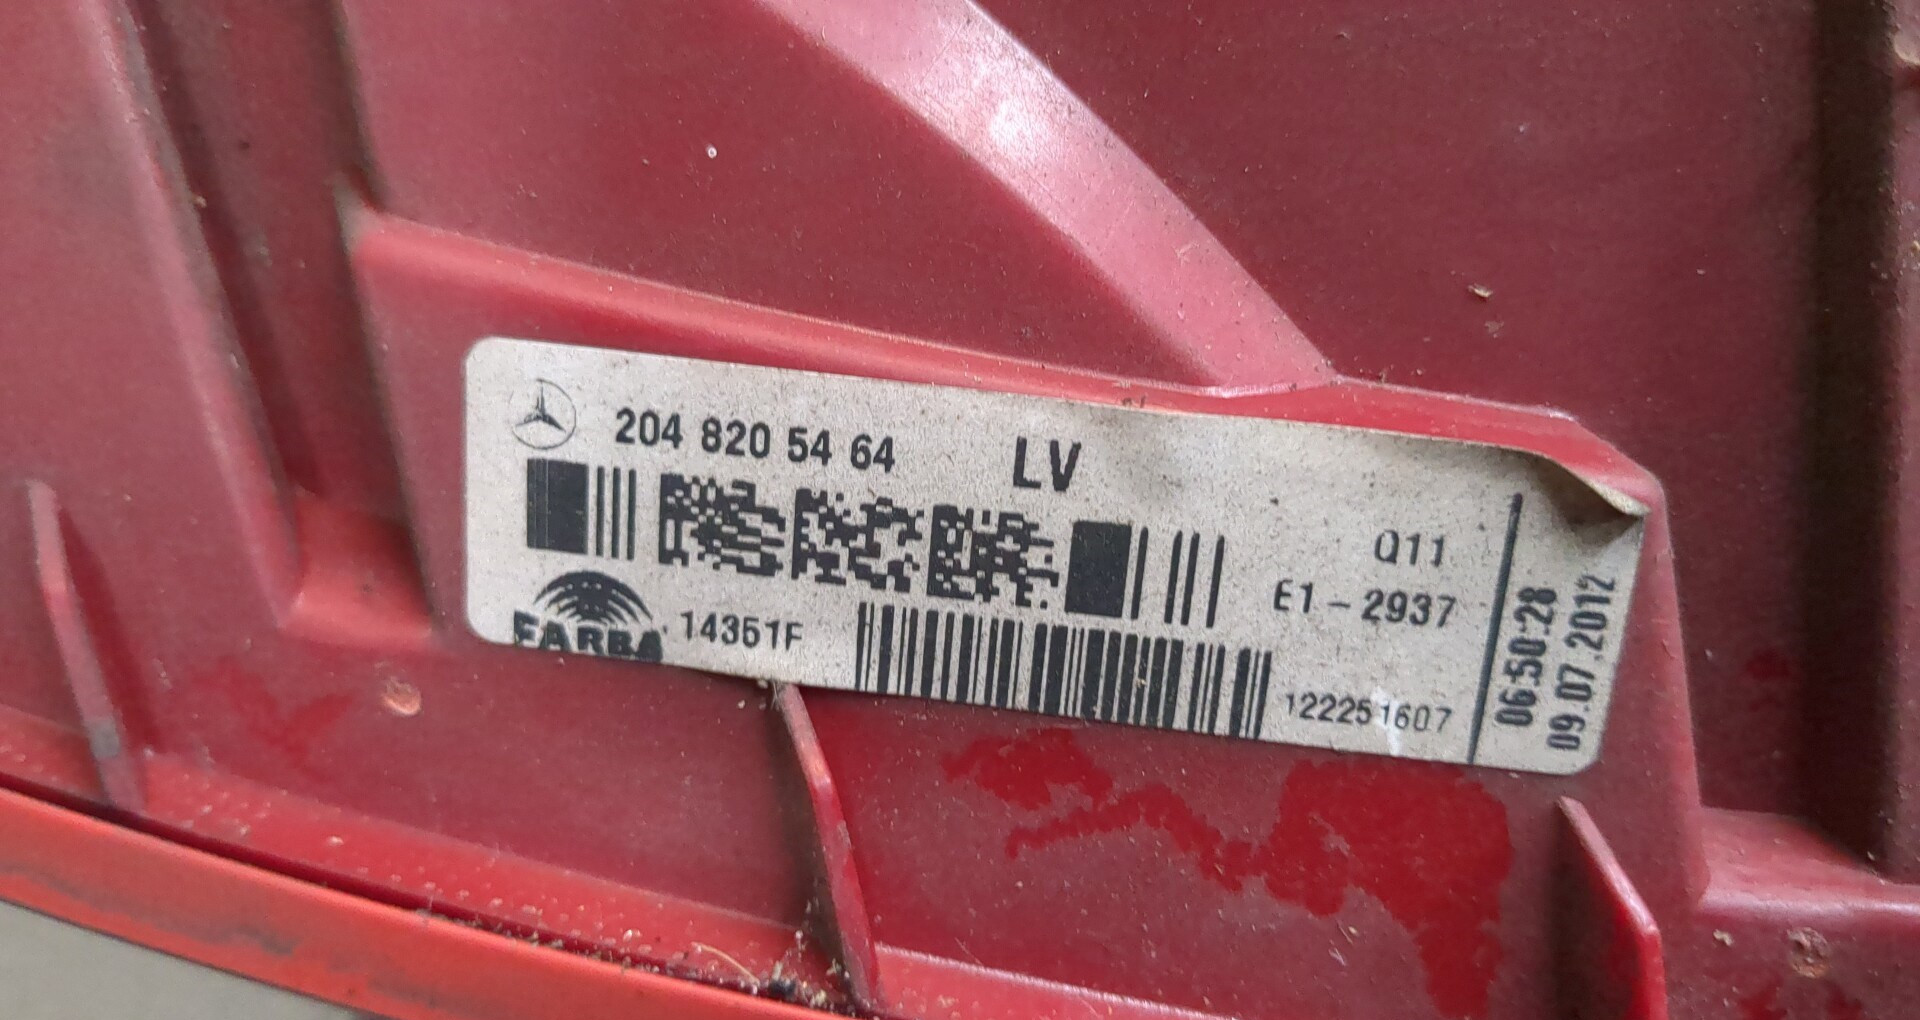 204 820 54 64 LV
Q11
E1-2937
FARBA 14351F
122251607
06:50:28
09.07.2012